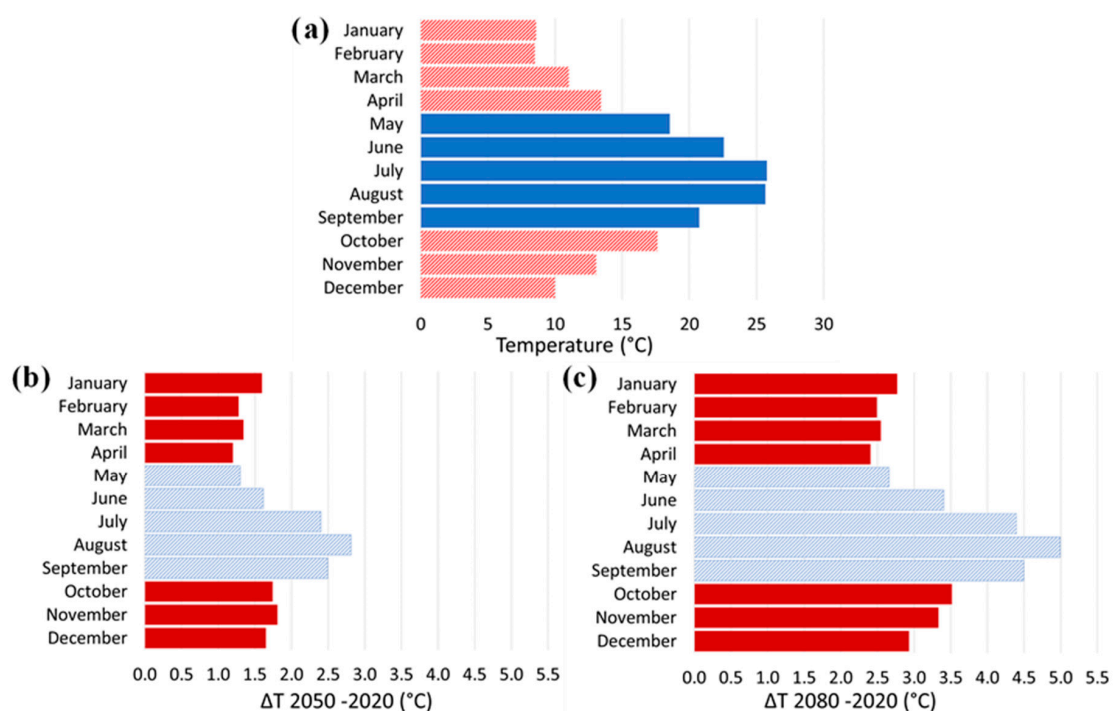 (a)
January
February
March
April
May
June
July
August
September
October
November
December
0 5 10 15 20 25 30
Temperature (°C)
(b)
January
February
March
April
May
June
July
August
September
October
November
December
0.0 0.5 1.0 1.5 2.0 2.5 3.0 3.5 4.0 4.5 5.0 5.5
ΔT 2050 -2020 (°C)
(c)
January
February
March
April
May
June
July
August
September
October
November
December
0.0 0.5 1.0 1.5 2.0 2.5 3.0 3.5 4.0 4.5 5.0 5.5
ΔT 2080 -2020 (°C)